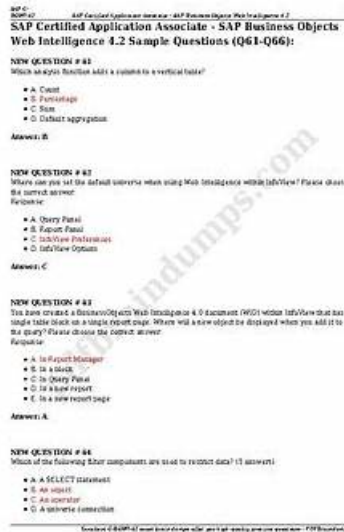 SAP Certified Application Associate - SAP Business Objects
Web Intelligence 4.2 Sample Questions (Q61-Q66):
NEW QUESTION # 61
Which analysis function adds a column to a vertical table?
A. Count
B. Percentage
C. Sum
D. Default aggregation
Answer: B
NEW QUESTION # 62
Where can you set the default universe when using Web Intelligence within InfoView? Please choose
the correct answer.
Response:
A. Query Panel
B. Report Panel
C. InfoView Preferences
D. InfoView Options
Answer: C
NEW QUESTION # 63
You have created a BusinessObjects Web Intelligence 4.0 document (WID) within InfoView that has
single table block on a single report page. Where will a new object be displayed when you add it to
the query? Please choose the correct answer.
Response:
A. In Report Manager
B. In a block
C. In Query Panel
D. In a new report
E. In a new report page
Answer: A
NEW QUESTION # 64
Which of the following filter components are used to restrict data? (3 answers)
A. A SELECT statement
B. An object
C. An operator
D. A universe connection